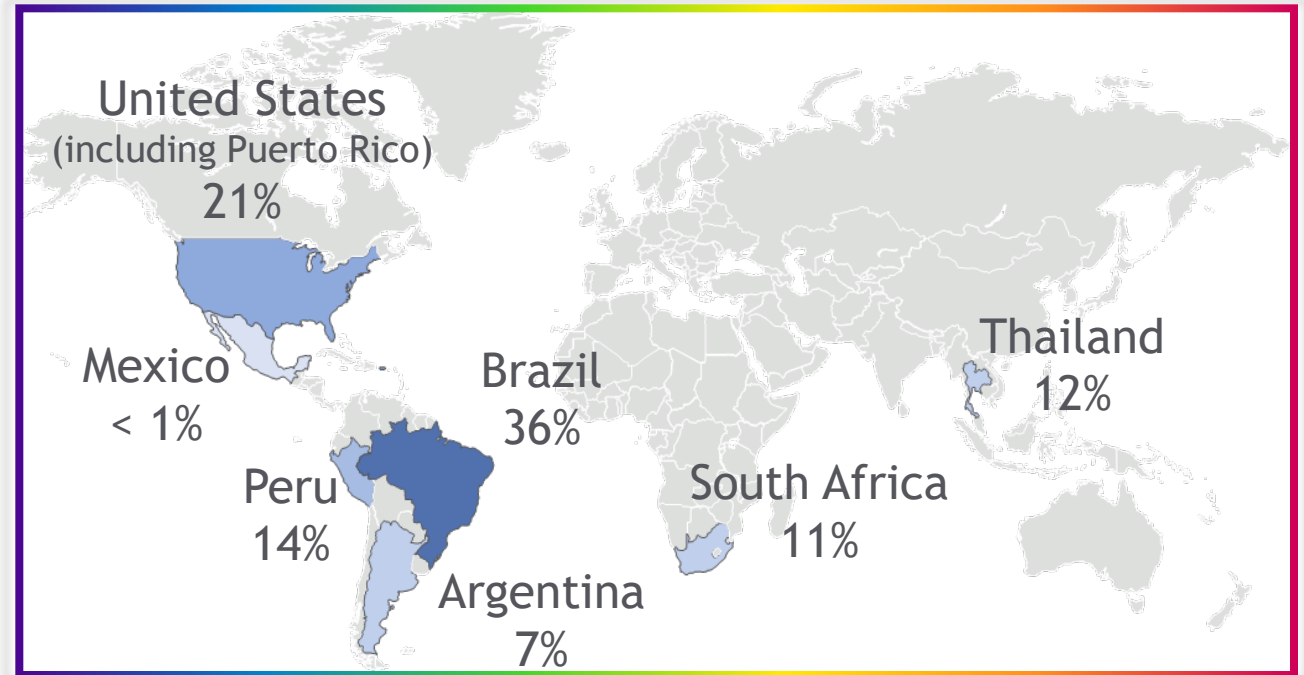 United States
(including Puerto Rico)
21%
Mexico
< 1%
Brazil
36%
Peru
14%
Argentina
7%
South Africa
11%
Thailand
12%